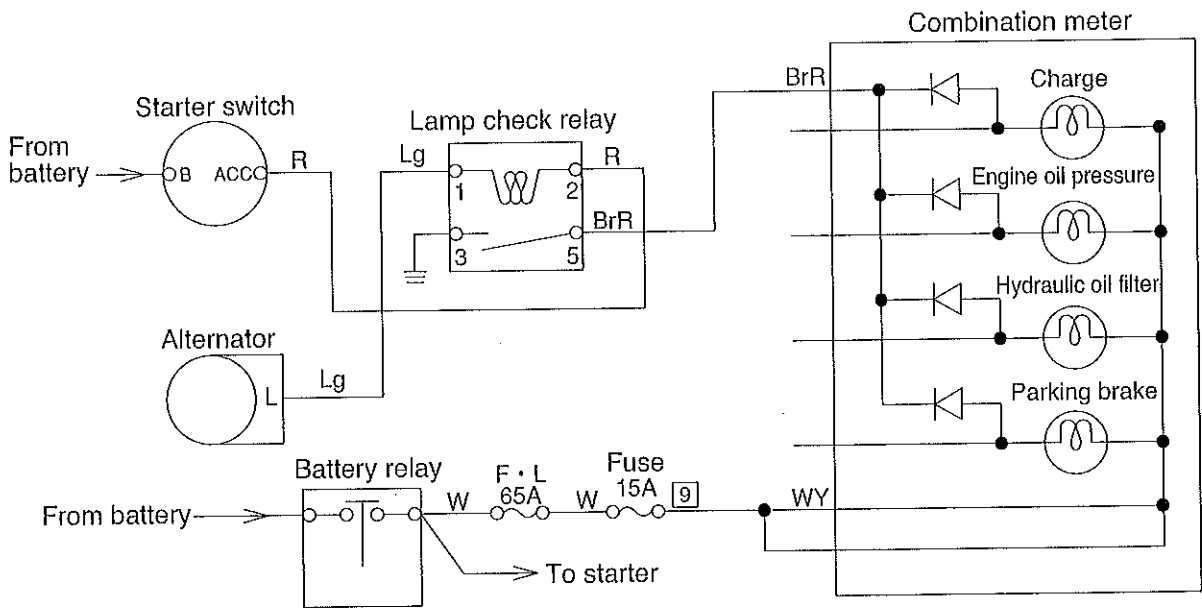 Combination meter
BrR
Charge
Starter switch
Lamp check relay
From
battery
B
ACC
R
Lg
R
1
2
BrR
3
5
Engine oil pressure
Hydraulic oil filter
Alternator
L
Lg
Parking brake
Battery relay
F・L
65A
Fuse
15A
9
From battery
W
W
WY
To starter